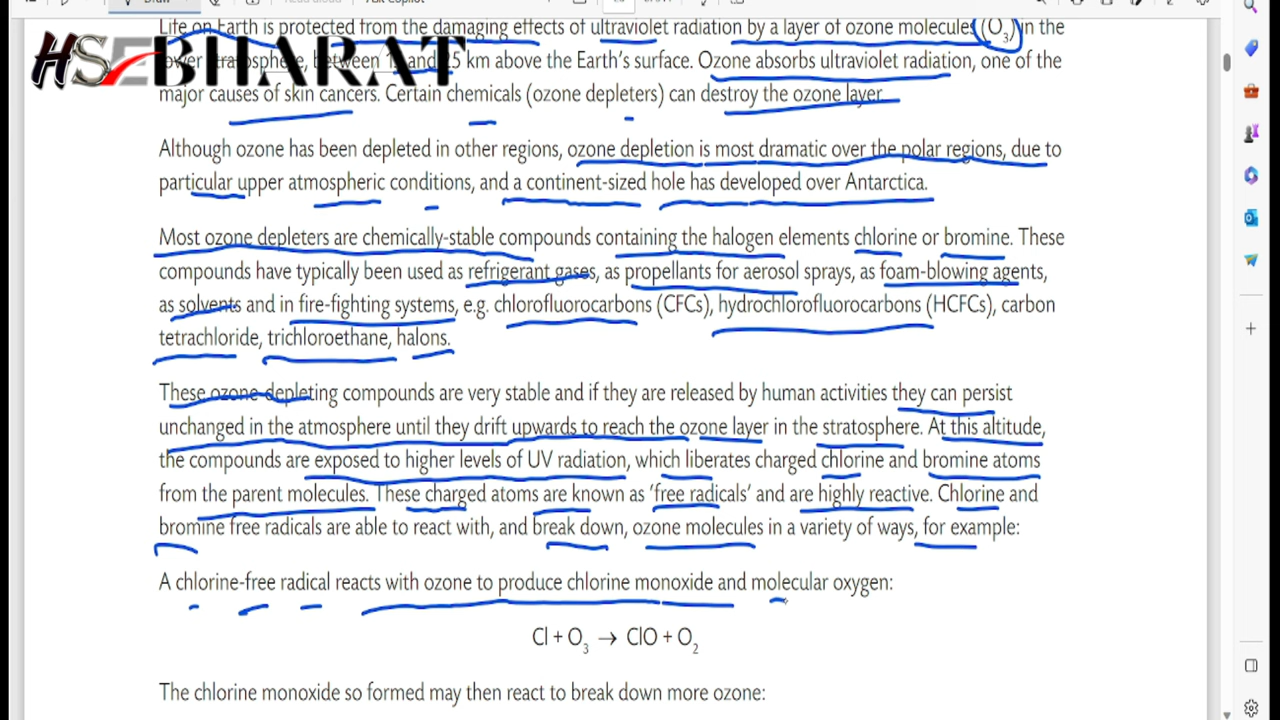 Draw
Life on Earth is protected from the damaging effects of ultraviolet radiation by a layer of ozone molecules (O3) in the
HSE BHARAT
stratosphere, between and 25 km above the Earth's surface. Ozone absorbs ultraviolet radiation, one of the
major causes of skin cancers. Certain chemicals (ozone depleters) can destroy the ozone layer.
Although ozone has been depleted in other regions, ozone depletion is most dramatic over the polar regions, due to
particular upper atmospheric conditions, and a continent-sized hole has developed over Antarctica.
Most ozone depleters are chemically-stable compounds containing the halogen elements chlorine or bromine. These
compounds have typically been used as refrigerant gases, as propellants for aerosol sprays, as foam-blowing agents,
as solvents and in fire-fighting systems, e.g. chlorofluorocarbons (CFCs), hydrochlorofluorocarbons (HCFCs), carbon
tetrachloride, trichloroethane, halons.
These ozone-depleting compounds are very stable and if they are released by human activities they can persist
unchanged in the atmosphere until they drift upwards to reach the ozone layer in the stratosphere. At this altitude,
the compounds are exposed to higher levels of UV radiation, which liberates charged chlorine and bromine atoms
from the parent molecules. These charged atoms are known as 'free radicals' and are highly reactive. Chlorine and
bromine free radicals are able to react with, and break down, ozone molecules in a variety of ways, for example:
A chlorine-free radical reacts with ozone to produce chlorine monoxide and molecular oxygen:
Cl + O3 → ClO + O2
The chlorine monoxide so formed may then react to break down more ozone: